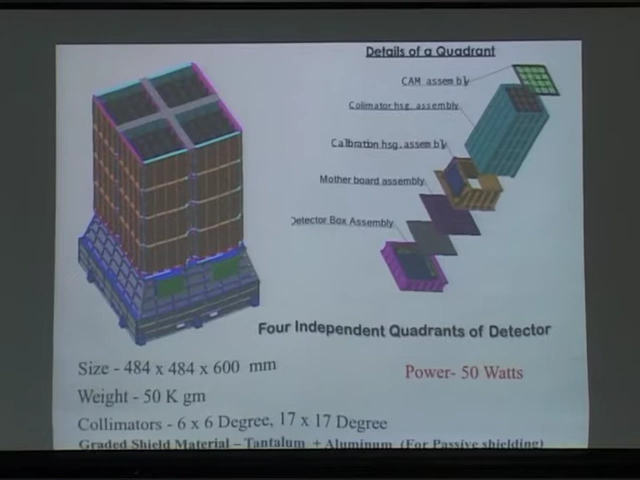 Details of a Quadrant
CAM assembly
Colimator hsg. assembly
Calbration hsg. assembly
Mother board assembly
Detector Box Assembly
Four Independent Quadrants of Detector
Size - 484 x 484 x 600 mm
Power- 50 Watts
Weight - 50 K gm
Collimators - 6 x 6 Degree, 17 x 17 Degree
Graded Shield Material – Tantalum + Aluminum (For Passive shielding)